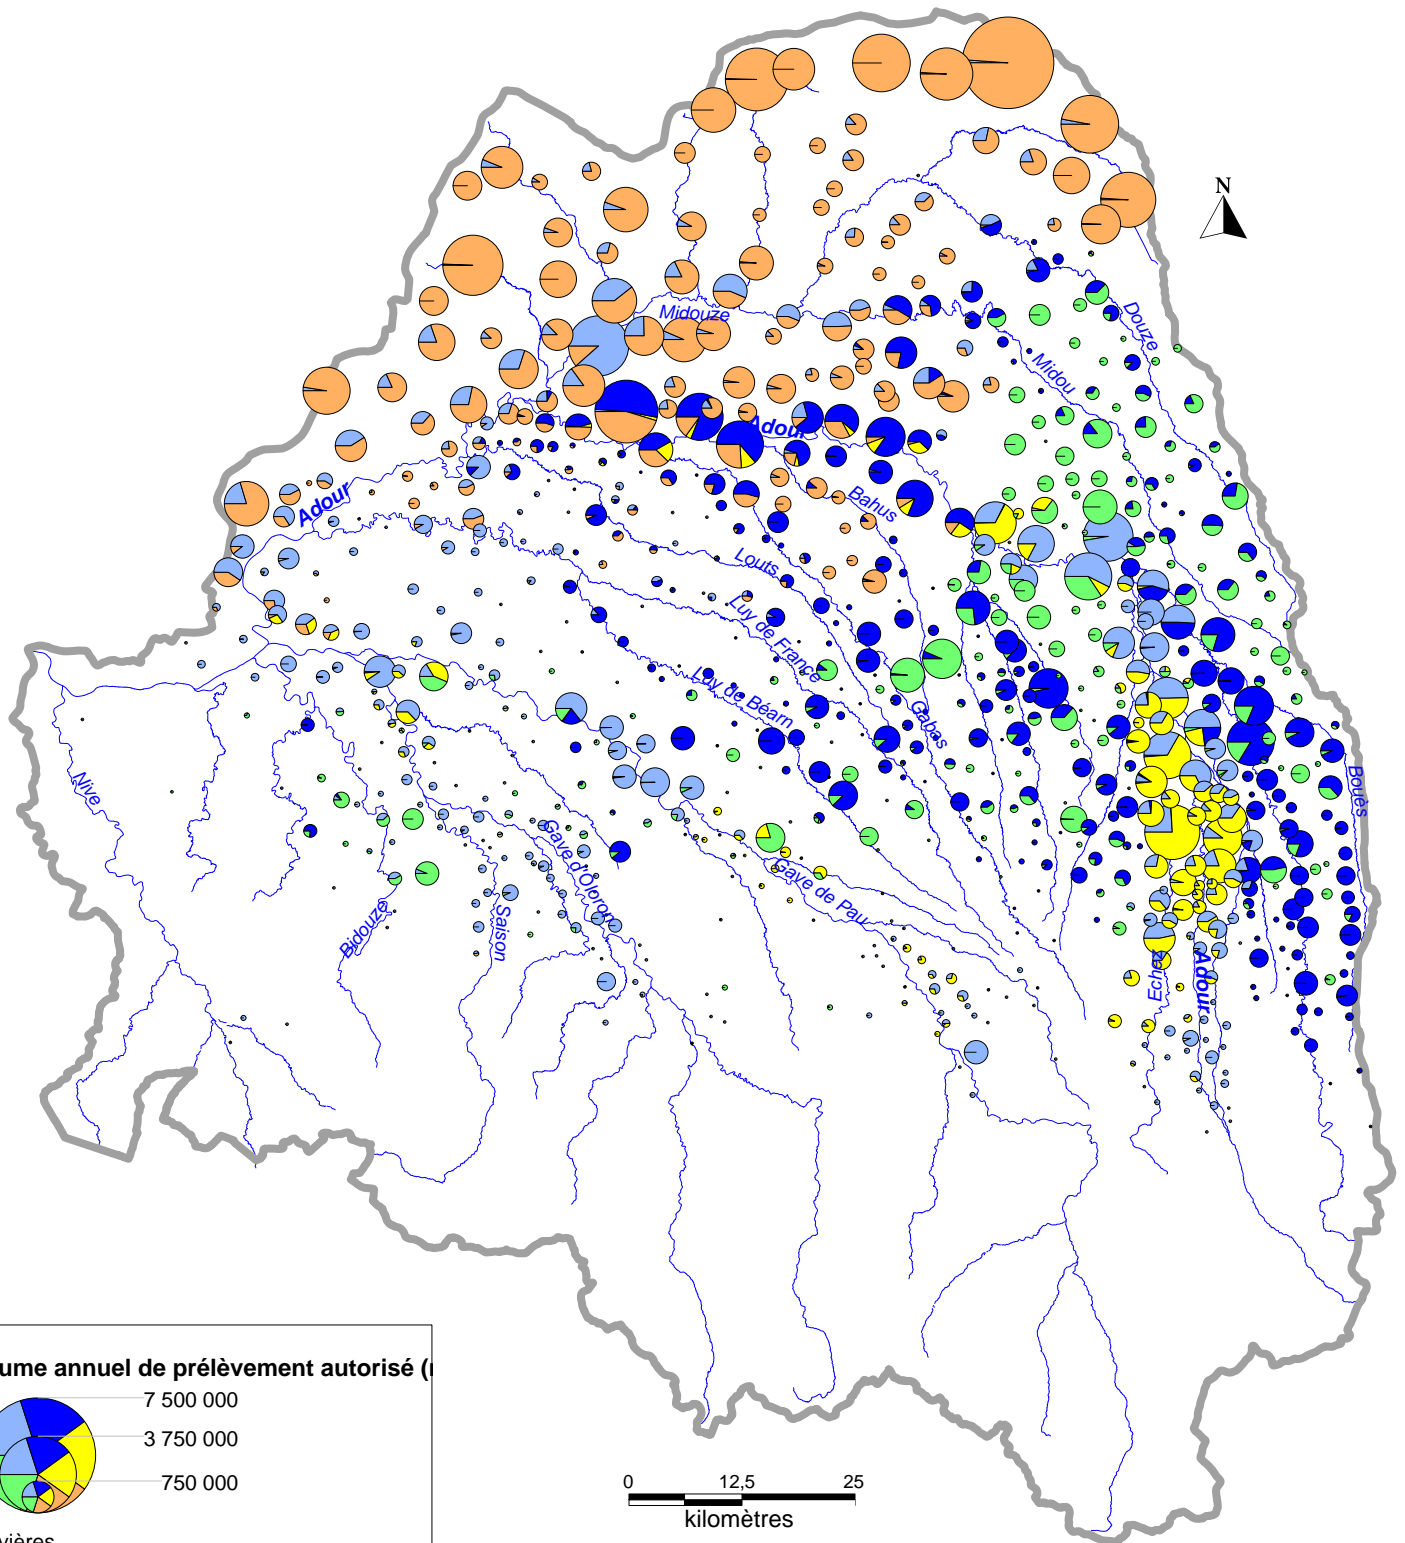 N
Midouze
Douze
Midou
Adour
Adour
Bahus
Louts
Luy de France
Luy de Béarn
Gabas
Nive
Bouès
Gave d'Oloron
Gave de Pau
Saison
Bidouze
Echez
Adour
ume annuel de prélèvement autorisé (
7 500 000
3 750 000
750 000
vières
0 12,5 25
kilomètres